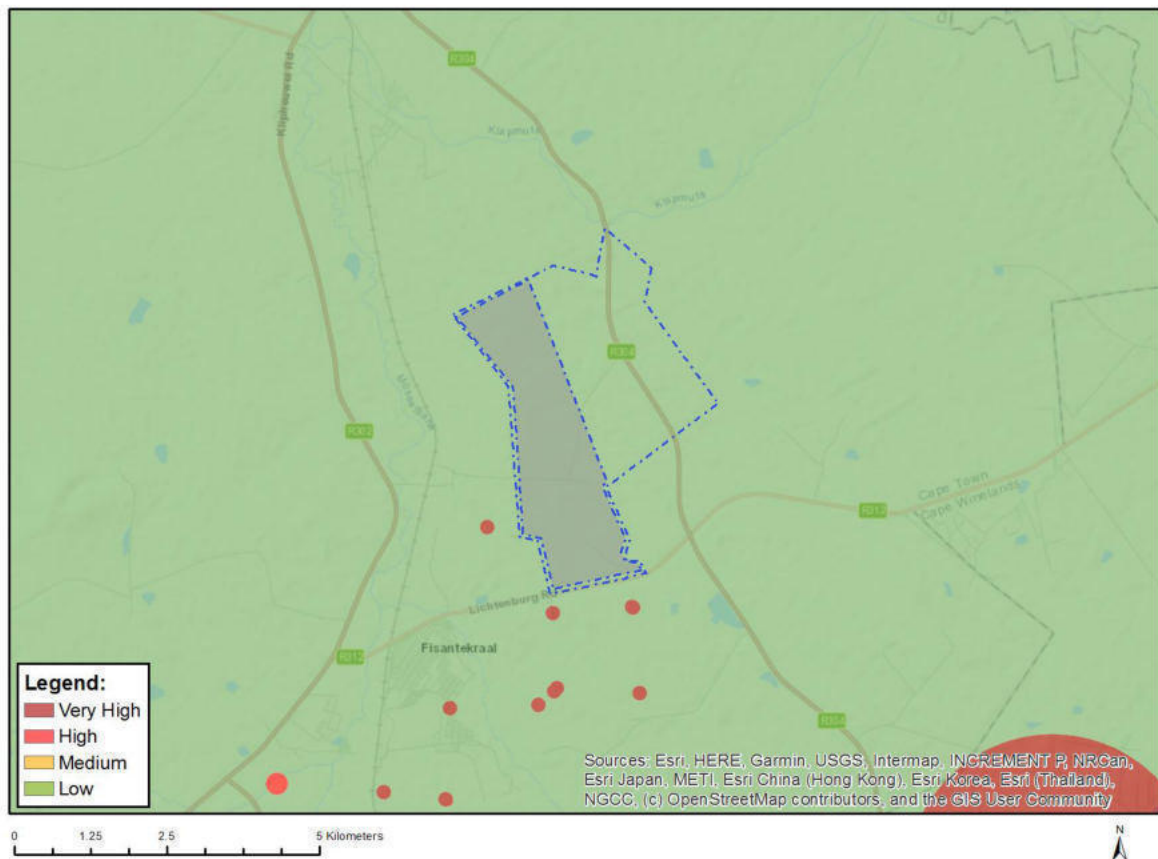 R304
Klipheuwel Rd
Klapmuts
Klapmuts
R304
R302
Cape Town
Cape Winelands
R312
Lichtenburg Rd
Fisantekraal
R312
R304
Legend:
Very High
High
Medium
Low
Sources: Esri, HERE, Garmin, USGS, Intermap, INCREMENT P, NRCan,
Esri Japan, METI, Esri China (Hong Kong), Esri Korea, Esri (Thailand),
NGCC, (c) OpenStreetMap contributors, and the GIS User Community
0 1.25 2.5 5 Kilometers
N